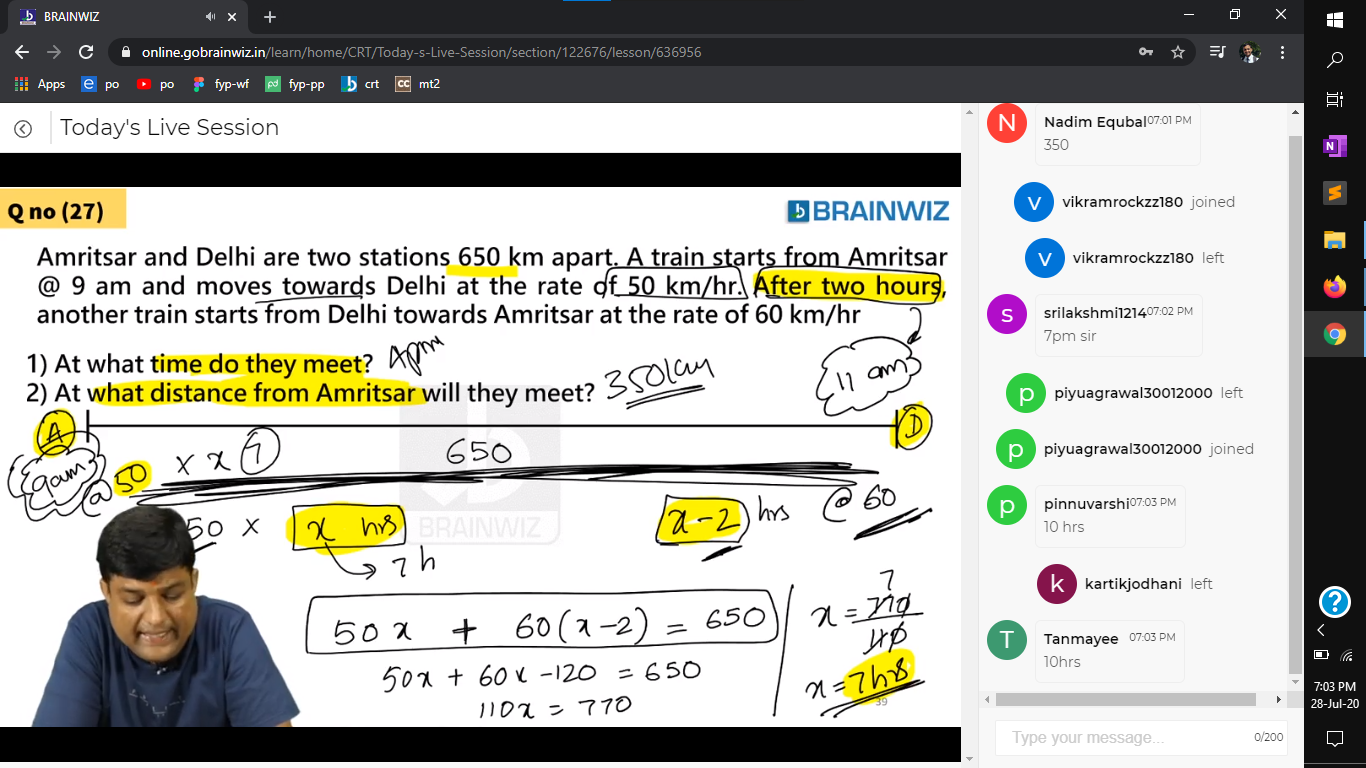 BRAINWIZ
online.gobrainwiz.in/learn/home/CRT/Today-s-Live-Session/section/122676/lesson/636956
Apps po po fyp-wf fyp-pp crt mt2
Today's Live Session
Q no (27)
BRAINWIZ
Amritsar and Delhi are two stations 650 km apart. A train starts from Amritsar
@ 9 am and moves towards Delhi at the rate of 50 km/hr. After two hours,
another train starts from Delhi towards Amritsar at the rate of 60 km/hr
1) At what time do they meet? 4pm
2) At what distance from Amritsar will they meet? 350km
11 am
A D
9am @ 50 × x 7 650
@ 60
50 × x hrs x-2 hrs
7 h
BRAINWIZ
50x + 60(x-2) = 650
50x + 60x -120 = 650
110x = 770
7
x = 770
110
x = 7hrs
39
N Nadim Equbal 07:01 PM
350
v vikramrockzz180 joined
v vikramrockzz180 left
s srilakshmi1214 07:02 PM
7pm sir
p piyuagrawal30012000 left
p piyuagrawal30012000 joined
p pinnuvarshi 07:03 PM
10 hrs
k kartikjodhani left
T Tanmayee 07:03 PM
10hrs
Type your message... 0/200
7:03 PM
28-Jul-20